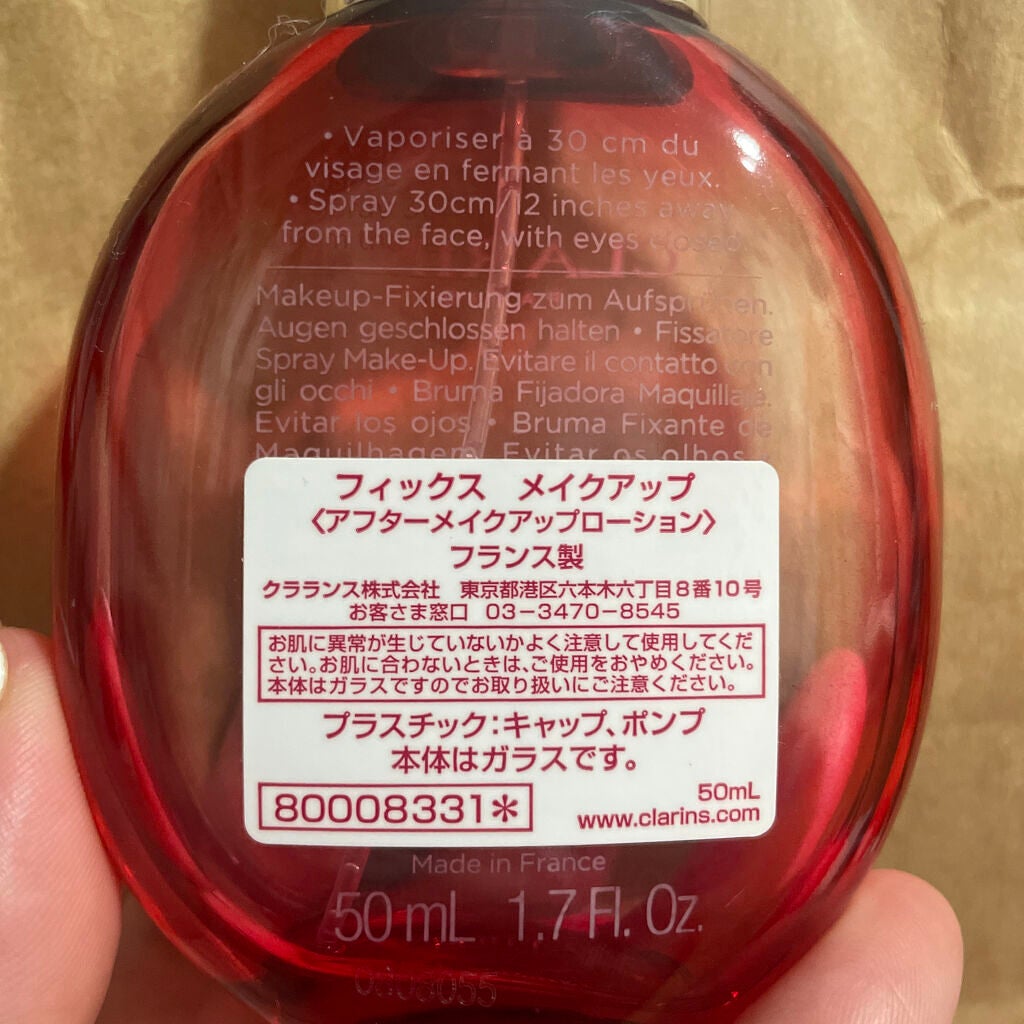 • Vaporiser à 30 cm du
visage en fermant les yeux.
• Spray 30cm/12 inches away
from the face, with eyes closed.
Makeup-Fixierung zum Aufsprühen.
Augen geschlossen halten • Fissatore
Spray Make-Up. Evitare il contatto con
gli occhi • Bruma Fijadora Maquillaje.
Evitar los ojos • Bruma Fixante de
Maquilhagem. Evitar os olhos.
フィックス メイクアップ
〈アフターメイクアップローション〉
フランス製
クラランス株式会社 東京都港区六本木六丁目8番10号
お客さま窓口 03-3470-8545
お肌に異常が生じていないかよく注意して使用してくだ
さい。お肌に合わないときは、ご使用をおやめください。
本体はガラスですのでお取り扱いにご注意ください。
プラスチック:キャップ、ポンプ
本体はガラスです。
80008331*
50mL
www.clarins.com
Made in France
50 mL 1.7 Fl. Oz.